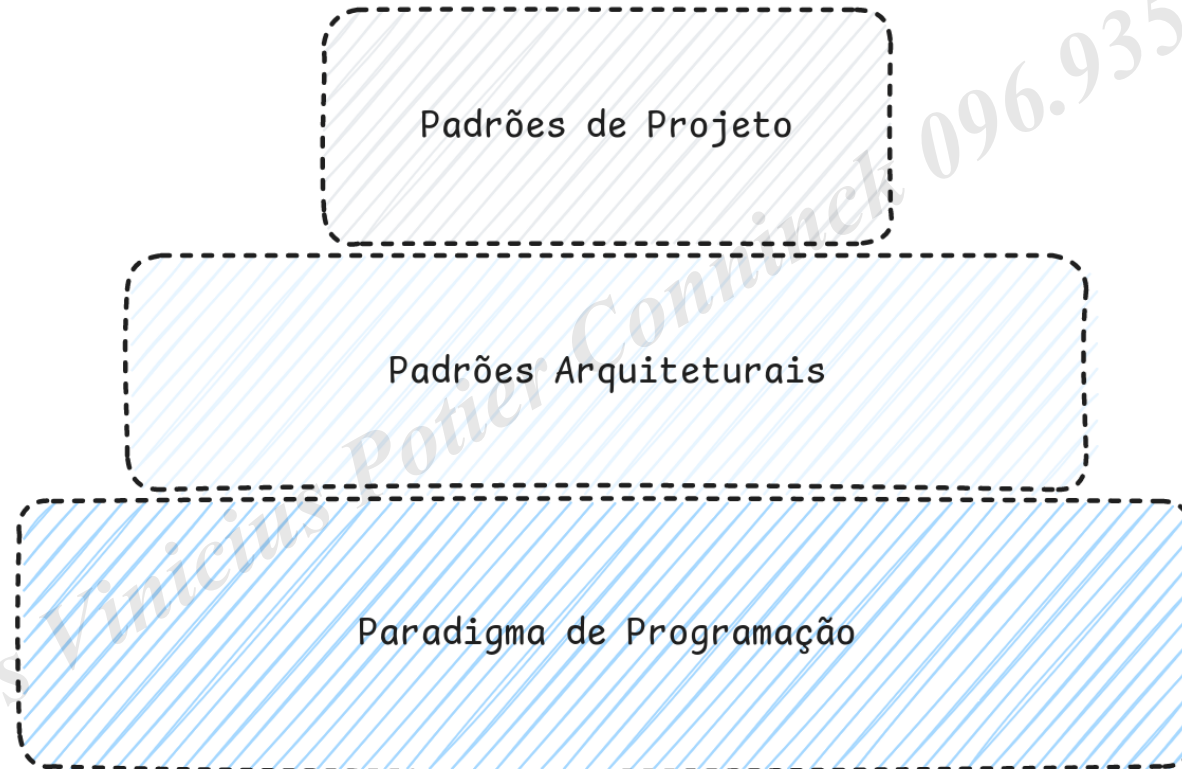 Padrões de Projeto
Padrões Arquiteturais
Paradigma de Programação
s Vinicius Potier Conninck 096.935